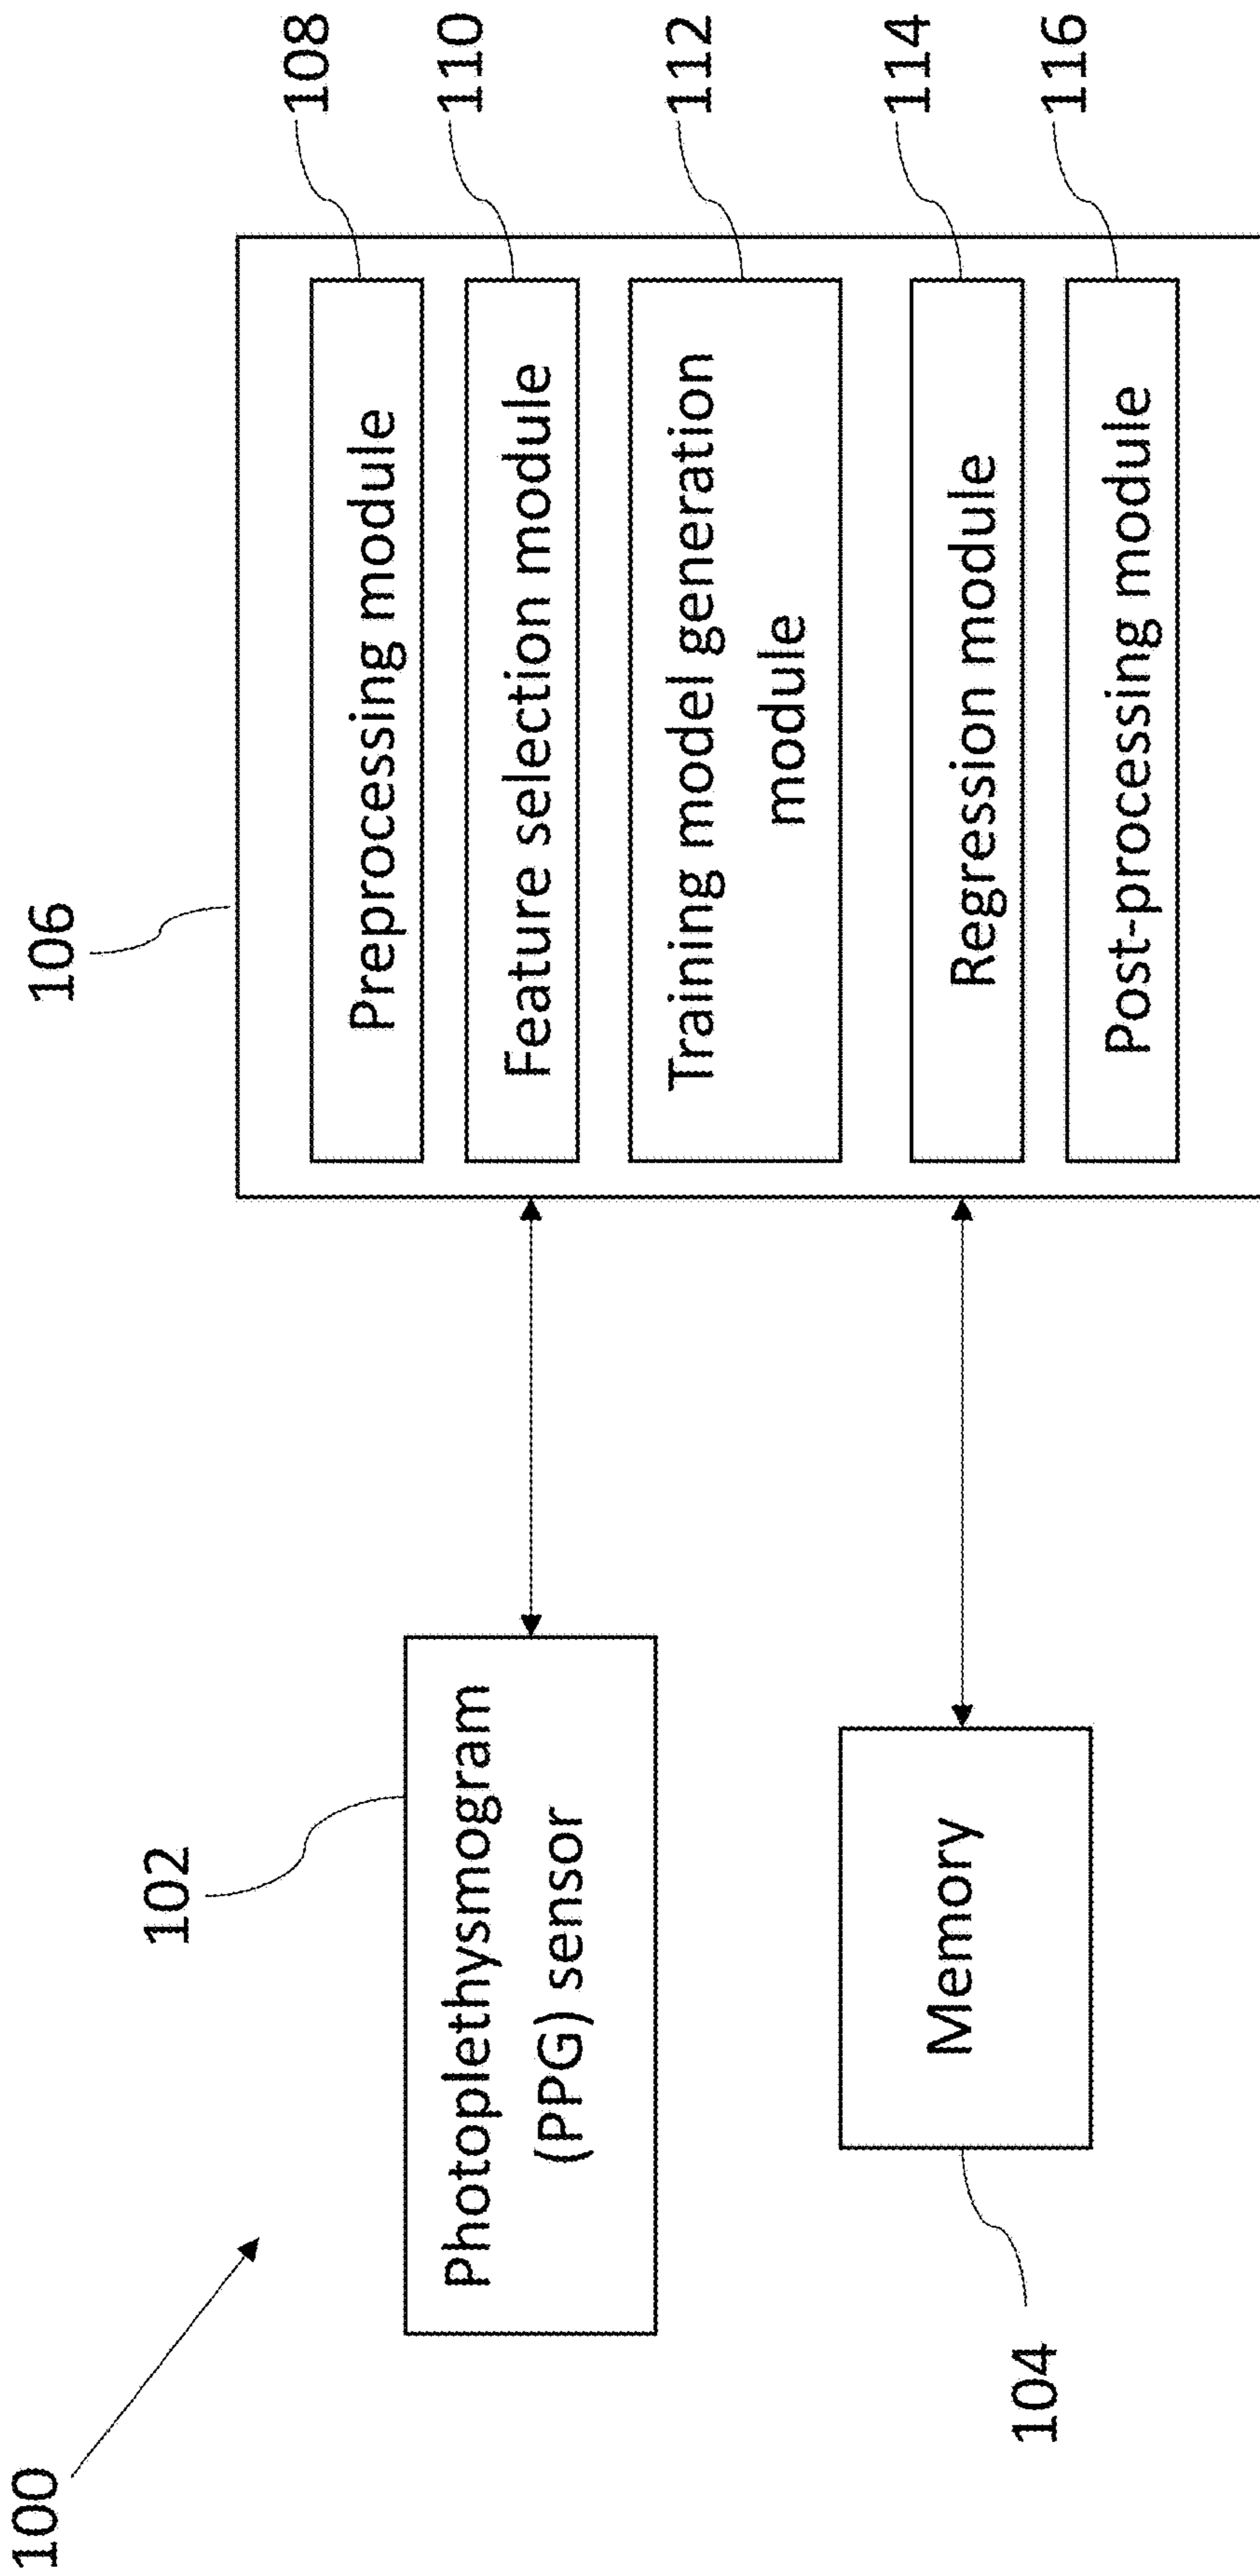 100
102
Photoplethysmogram
(PPG) sensor
Memory
104
106
Preprocessing module
108
Feature selection module
110
Training model generation
module
112
Regression module
114
Post-processing module
116